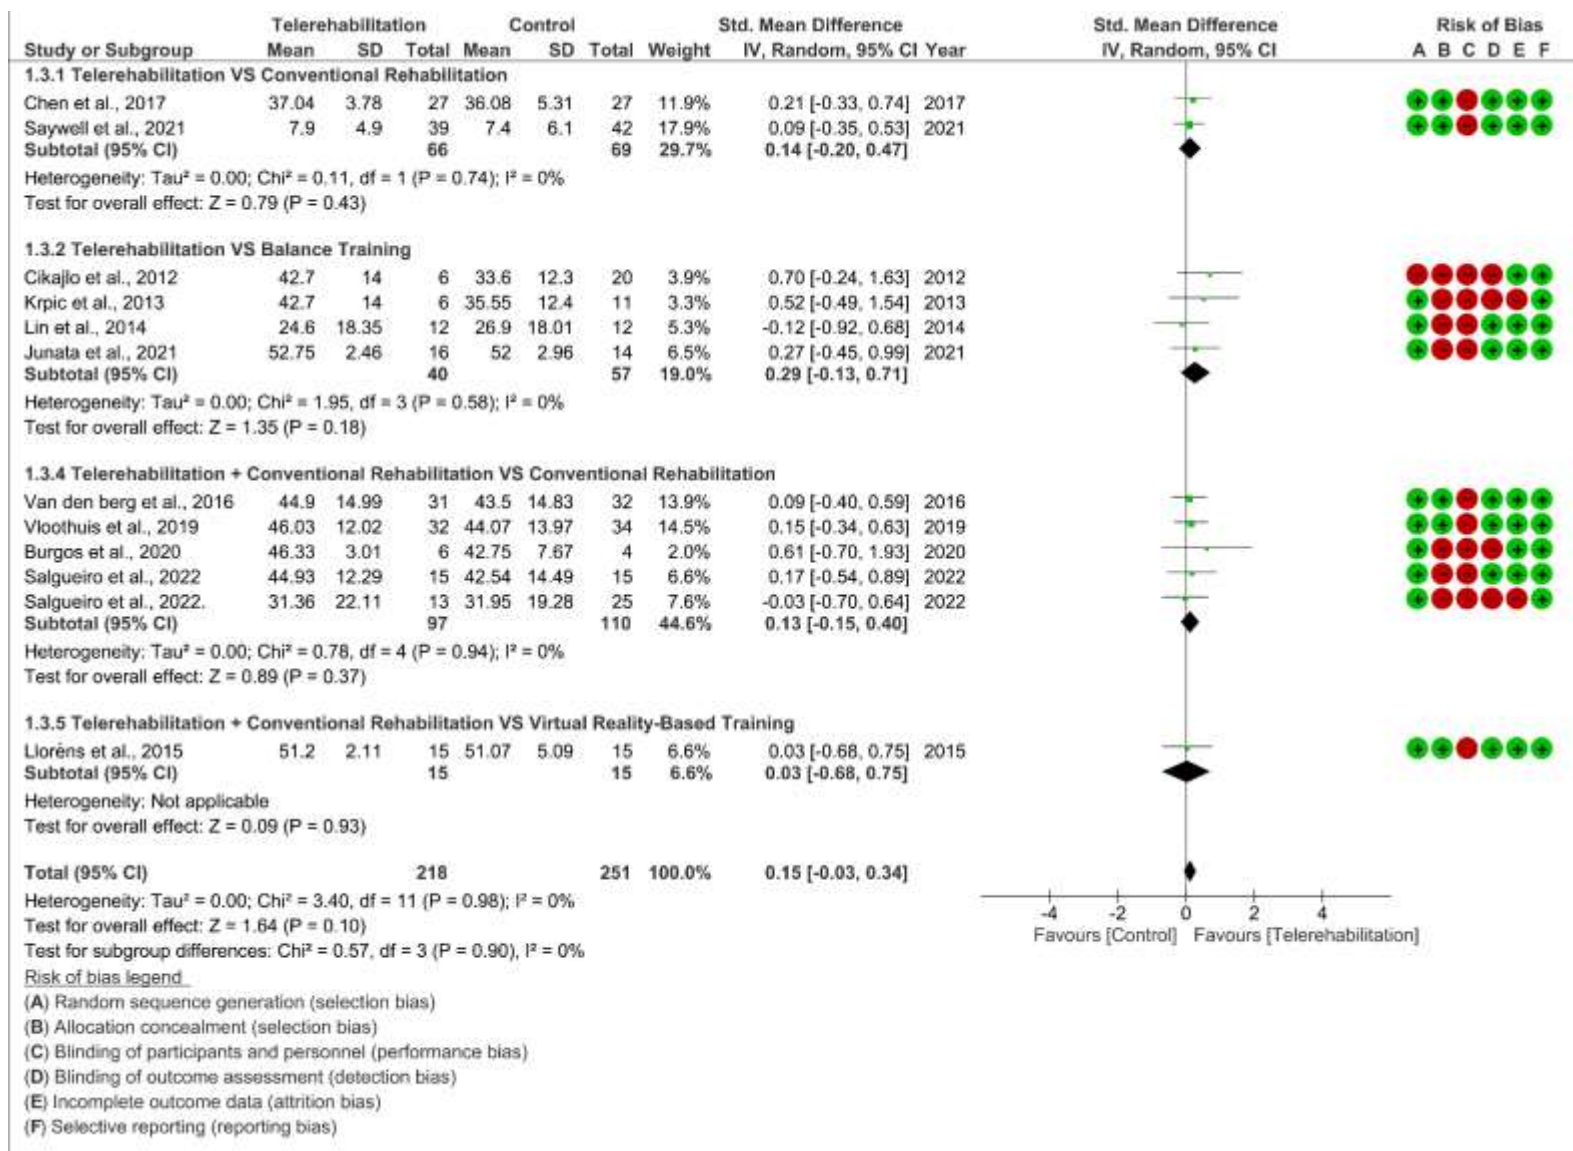 Telerehabilitation Control Std. Mean Difference Std. Mean Difference Risk of Bias
Study or Subgroup Mean SD Total Mean SD Total Weight IV, Random, 95% CI Year IV, Random, 95% CI A B C D E F
1.3.1 Telerehabilitation VS Conventional Rehabilitation
Chen et al., 2017 37.04 3.78 27 36.08 5.31 27 11.9% 0.21 [-0.33, 0.74] 2017
Saywell et al., 2021 7.9 4.9 39 7.4 6.1 42 17.9% 0.09 [-0.35, 0.53] 2021
Subtotal (95% CI) 66 69 29.7% 0.14 [-0.20, 0.47]
Heterogeneity: Tau² = 0.00; Chi² = 0.11, df = 1 (P = 0.74); I² = 0%
Test for overall effect: Z = 0.79 (P = 0.43)
1.3.2 Telerehabilitation VS Balance Training
Cikajlo et al., 2012 42.7 14 6 33.6 12.3 20 3.9% 0.70 [-0.24, 1.63] 2012
Krpic et al., 2013 42.7 14 6 35.55 12.4 11 3.3% 0.52 [-0.49, 1.54] 2013
Lin et al., 2014 24.6 18.35 12 26.9 18.01 12 5.3% -0.12 [-0.92, 0.68] 2014
Junata et al., 2021 52.75 2.46 16 52 2.96 14 6.5% 0.27 [-0.45, 0.99] 2021
Subtotal (95% CI) 40 57 19.0% 0.29 [-0.13, 0.71]
Heterogeneity: Tau² = 0.00; Chi² = 1.95, df = 3 (P = 0.58); I² = 0%
Test for overall effect: Z = 1.35 (P = 0.18)
1.3.4 Telerehabilitation + Conventional Rehabilitation VS Conventional Rehabilitation
Van den berg et al., 2016 44.9 14.99 31 43.5 14.83 32 13.9% 0.09 [-0.40, 0.59] 2016
Vloothuis et al., 2019 46.03 12.02 32 44.07 13.97 34 14.5% 0.15 [-0.34, 0.63] 2019
Burgos et al., 2020 46.33 3.01 6 42.75 7.67 4 2.0% 0.61 [-0.70, 1.93] 2020
Salgueiro et al., 2022 44.93 12.29 15 42.54 14.49 15 6.6% 0.17 [-0.54, 0.89] 2022
Salgueiro et al., 2022. 31.36 22.11 13 31.95 19.28 25 7.6% -0.03 [-0.70, 0.64] 2022
Subtotal (95% CI) 97 110 44.6% 0.13 [-0.15, 0.40]
Heterogeneity: Tau² = 0.00; Chi² = 0.78, df = 4 (P = 0.94); I² = 0%
Test for overall effect: Z = 0.89 (P = 0.37)
1.3.5 Telerehabilitation + Conventional Rehabilitation VS Virtual Reality-Based Training
Lloréns et al., 2015 51.2 2.11 15 51.07 5.09 15 6.6% 0.03 [-0.68, 0.75] 2015
Subtotal (95% CI) 15 15 6.6% 0.03 [-0.68, 0.75]
Heterogeneity: Not applicable
Test for overall effect: Z = 0.09 (P = 0.93)
Total (95% CI) 218 251 100.0% 0.15 [-0.03, 0.34]
Heterogeneity: Tau² = 0.00; Chi² = 3.40, df = 11 (P = 0.98); I² = 0%
Test for overall effect: Z = 1.64 (P = 0.10)
Test for subgroup differences: Chi² = 0.57, df = 3 (P = 0.90), I² = 0%
-4 -2 0 2 4
Favours [Control] Favours [Telerehabilitation]
Risk of bias legend
(A) Random sequence generation (selection bias)
(B) Allocation concealment (selection bias)
(C) Blinding of participants and personnel (performance bias)
(D) Blinding of outcome assessment (detection bias)
(E) Incomplete outcome data (attrition bias)
(F) Selective reporting (reporting bias)